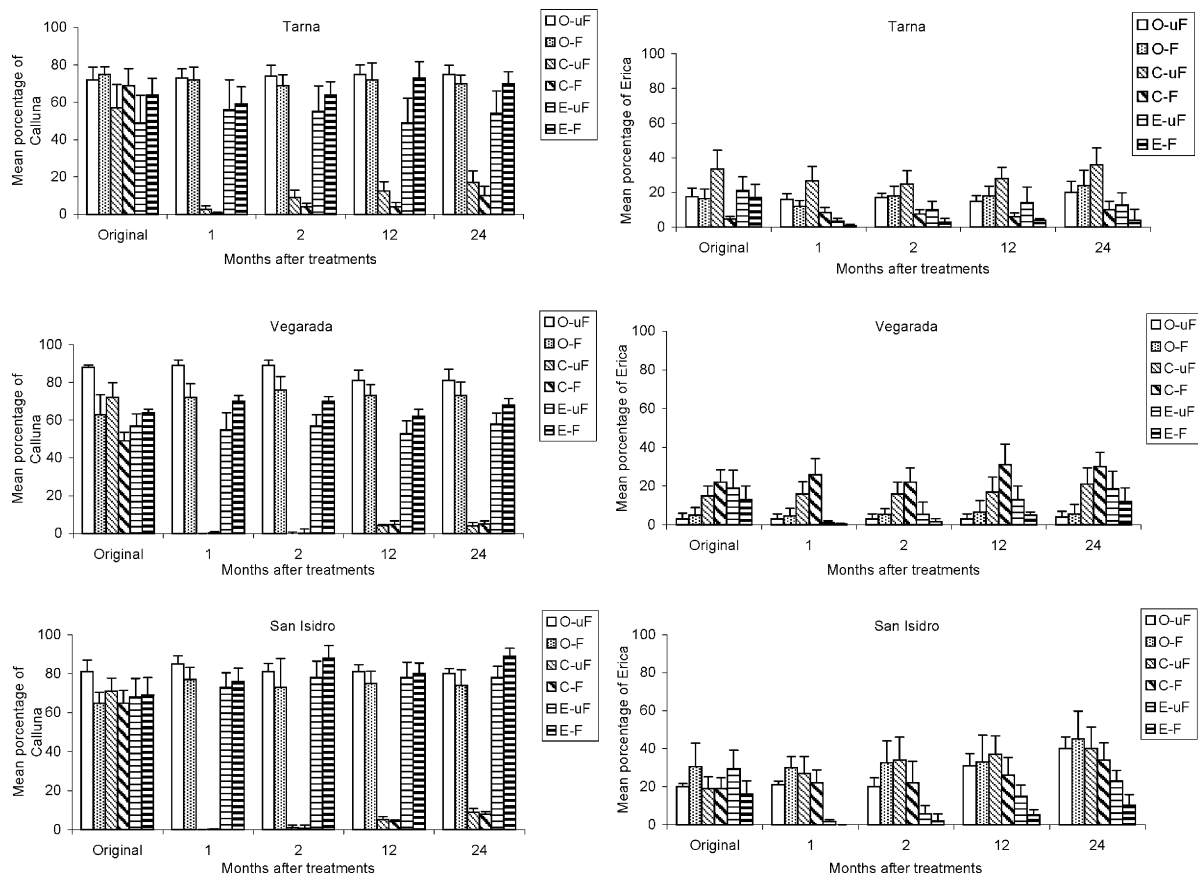 Tarna
Mean porcentage of
Calluna
100
80
60
40
20
0
Original 1 2 12 24
Months after treatments
O-uF
O-F
C-uF
C-F
E-uF
E-F
Tarna
Mean porcentage of Erica
100
80
60
40
20
0
Original 1 2 12 24
Months after treatments
O-uF
O-F
C-uF
C-F
E-uF
E-F
Vegarada
Mean porcentage of
Calluna
100
80
60
40
20
0
Original 1 2 12 24
Months after treatments
O-uF
O-F
C-uF
C-F
E-uF
E-F
Vegarada
Mean porcentage of Erica
100
80
60
40
20
0
Original 1 2 12 24
Months after treatments
O-uF
O-F
C-uF
C-F
E-uF
E-F
San Isidro
Mean porcentage of
Calluna
100
80
60
40
20
0
Original 1 2 12 24
Months after treatments
O-uF
O-F
C-uF
C-F
E-uF
E-F
San Isidro
Mean porcentage of Erica
100
80
60
40
20
0
Original 1 2 12 24
Months after treatments
O-uF
O-F
C-uF
C-F
E-uF
E-F